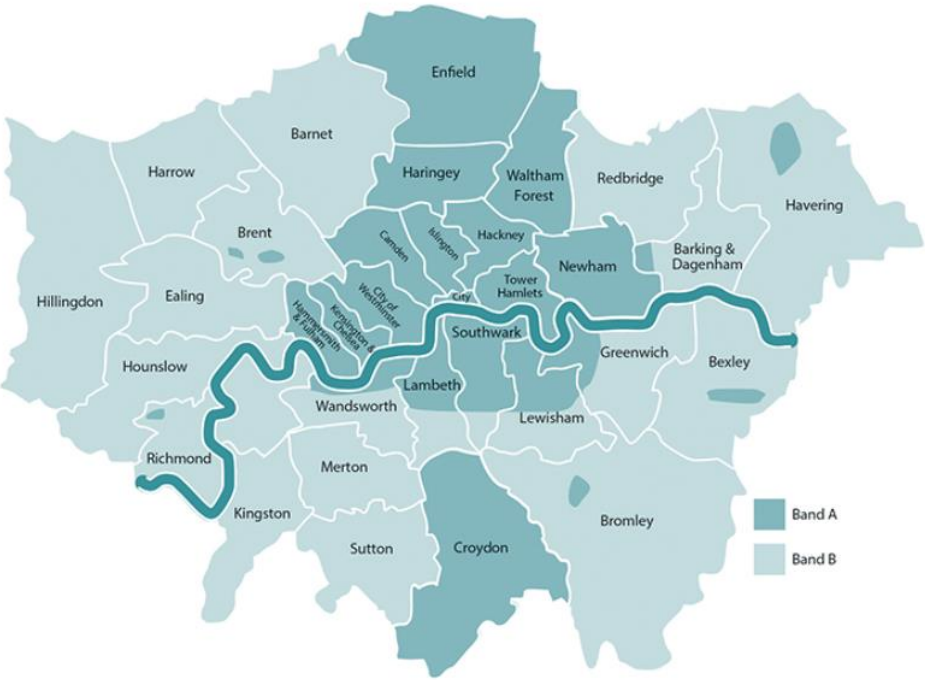 Enfield
Barnet
Haringey
Waltham
Forest
Redbridge
Harrow
Havering
Brent
Camden
Islington
Hackney
Barking &
Dagenham
Newham
Tower
Hamlets
Hillingdon
Ealing
City of
Westminster
City
Kensington &
Chelsea
Hammersmith
& Fulham
Southwark
Greenwich
Hounslow
Bexley
Lambeth
Wandsworth
Lewisham
Richmond
Merton
Kingston
Bromley
Sutton
Croydon
Band A
Band B